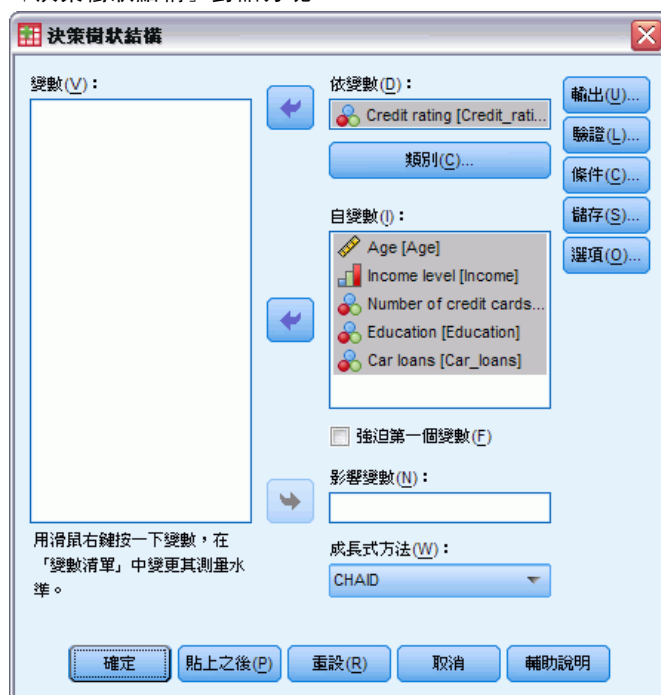 決策樹狀結構
變數(V)：
依變數(D)：
Credit rating [Credit_rati...
類別(C)...
自變數(I)：
Age [Age]
Income level [Income]
Number of credit cards...
Education [Education]
Car loans [Car_loans]
強迫第一個變數(F)
影響變數(N)：
成長式方法(W)：
CHAID
用滑鼠右鍵按一下變數，在
「變數清單」中變更其測量水
準。
輸出(U)...
驗證(L)...
條件(C)...
儲存(S)...
選項(O)...
確定
貼上之後(P)
重設(R)
取消
輔助說明